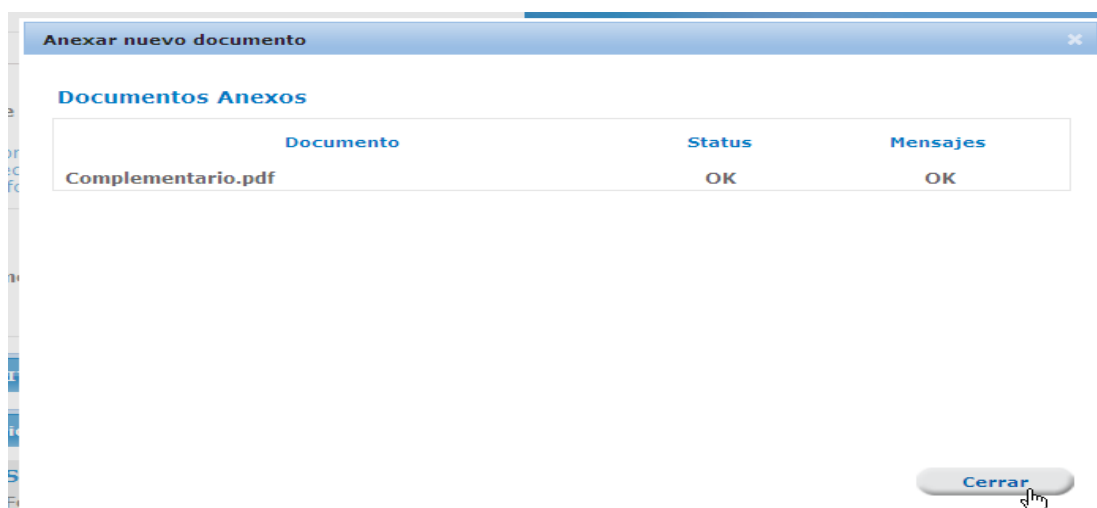 Anexar nuevo documento
Documentos Anexos
Documento Status Mensajes
Complementario.pdf OK OK
Cerrar